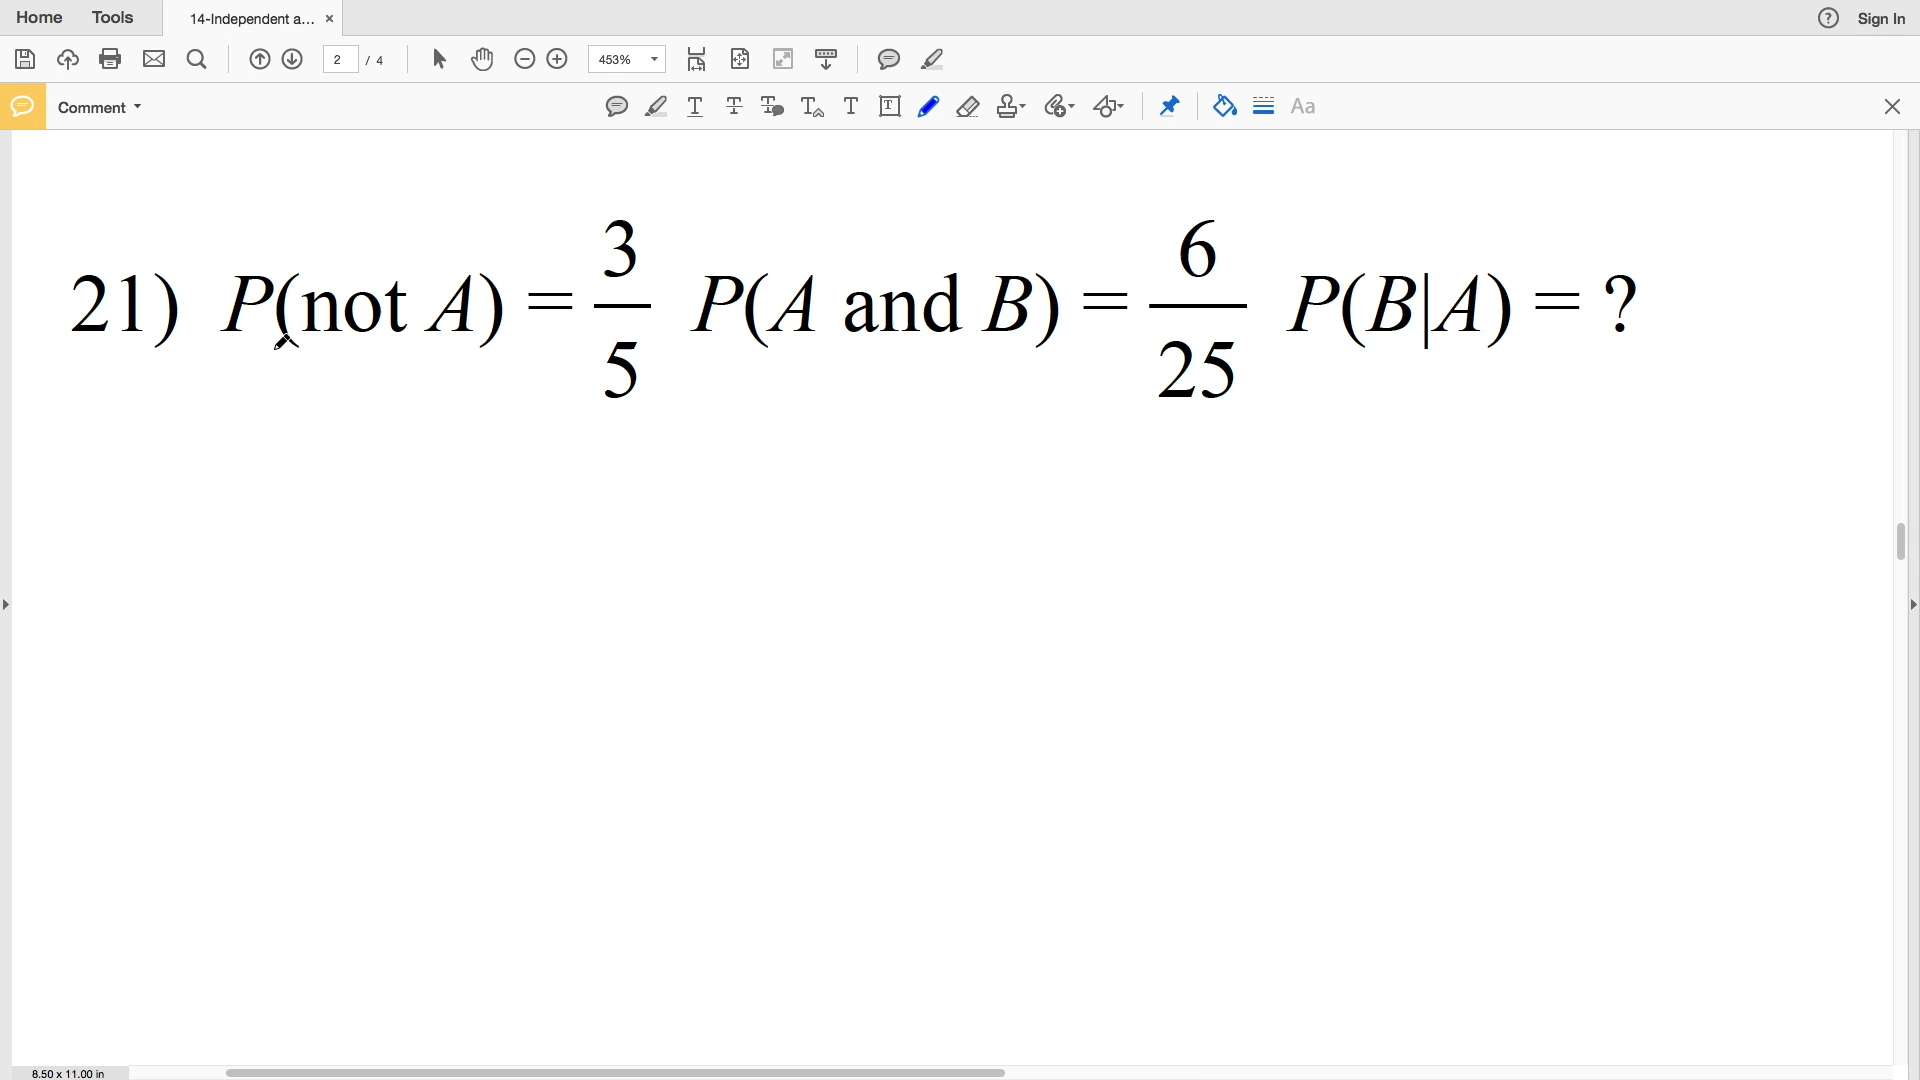 Home Tools 14-Independent a... × ? Sign In
2 / 4 453%
Comment T T T T T T Aa
21) P(not A) = 3/5 P(A and B) = 6/25 P(B|A) = ?
8.50 x 11.00 in